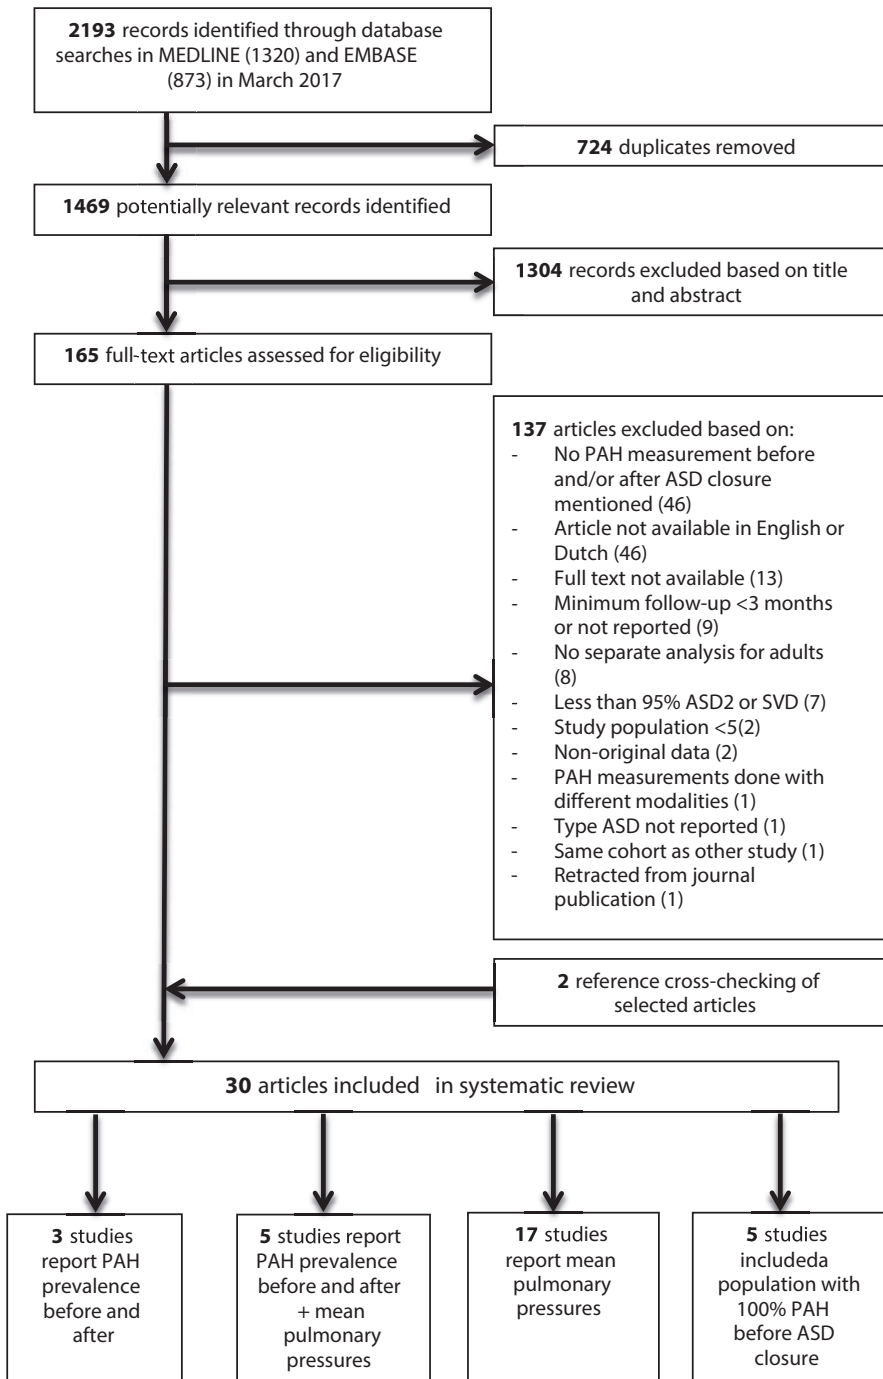 2193 records identified through database
searches in MEDLINE (1320) and EMBASE
(873) in March 2017
724 duplicates removed
1469 potentially relevant records identified
1304 records excluded based on title
and abstract
165 full-text articles assessed for eligibility
137 articles excluded based on:
- No PAH measurement before
and/or after ASD closure
mentioned (46)
- Article not available in English or
Dutch (46)
- Full text not available (13)
- Minimum follow-up <3 months
or not reported (9)
- No separate analysis for adults
(8)
- Less than 95% ASD2 or SVD (7)
- Study population <5(2)
- Non-original data (2)
- PAH measurements done with
different modalities (1)
- Type ASD not reported (1)
- Same cohort as other study (1)
- Retracted from journal
publication (1)
2 reference cross-checking of
selected articles
30 articles included in systematic review
3 studies
report PAH
prevalence
before and
after
5 studies report
PAH prevalence
before and after
+ mean
pulmonary
pressures
17 studies
report mean
pulmonary
pressures
5 studies
includeda
population with
100% PAH
before ASD
closure